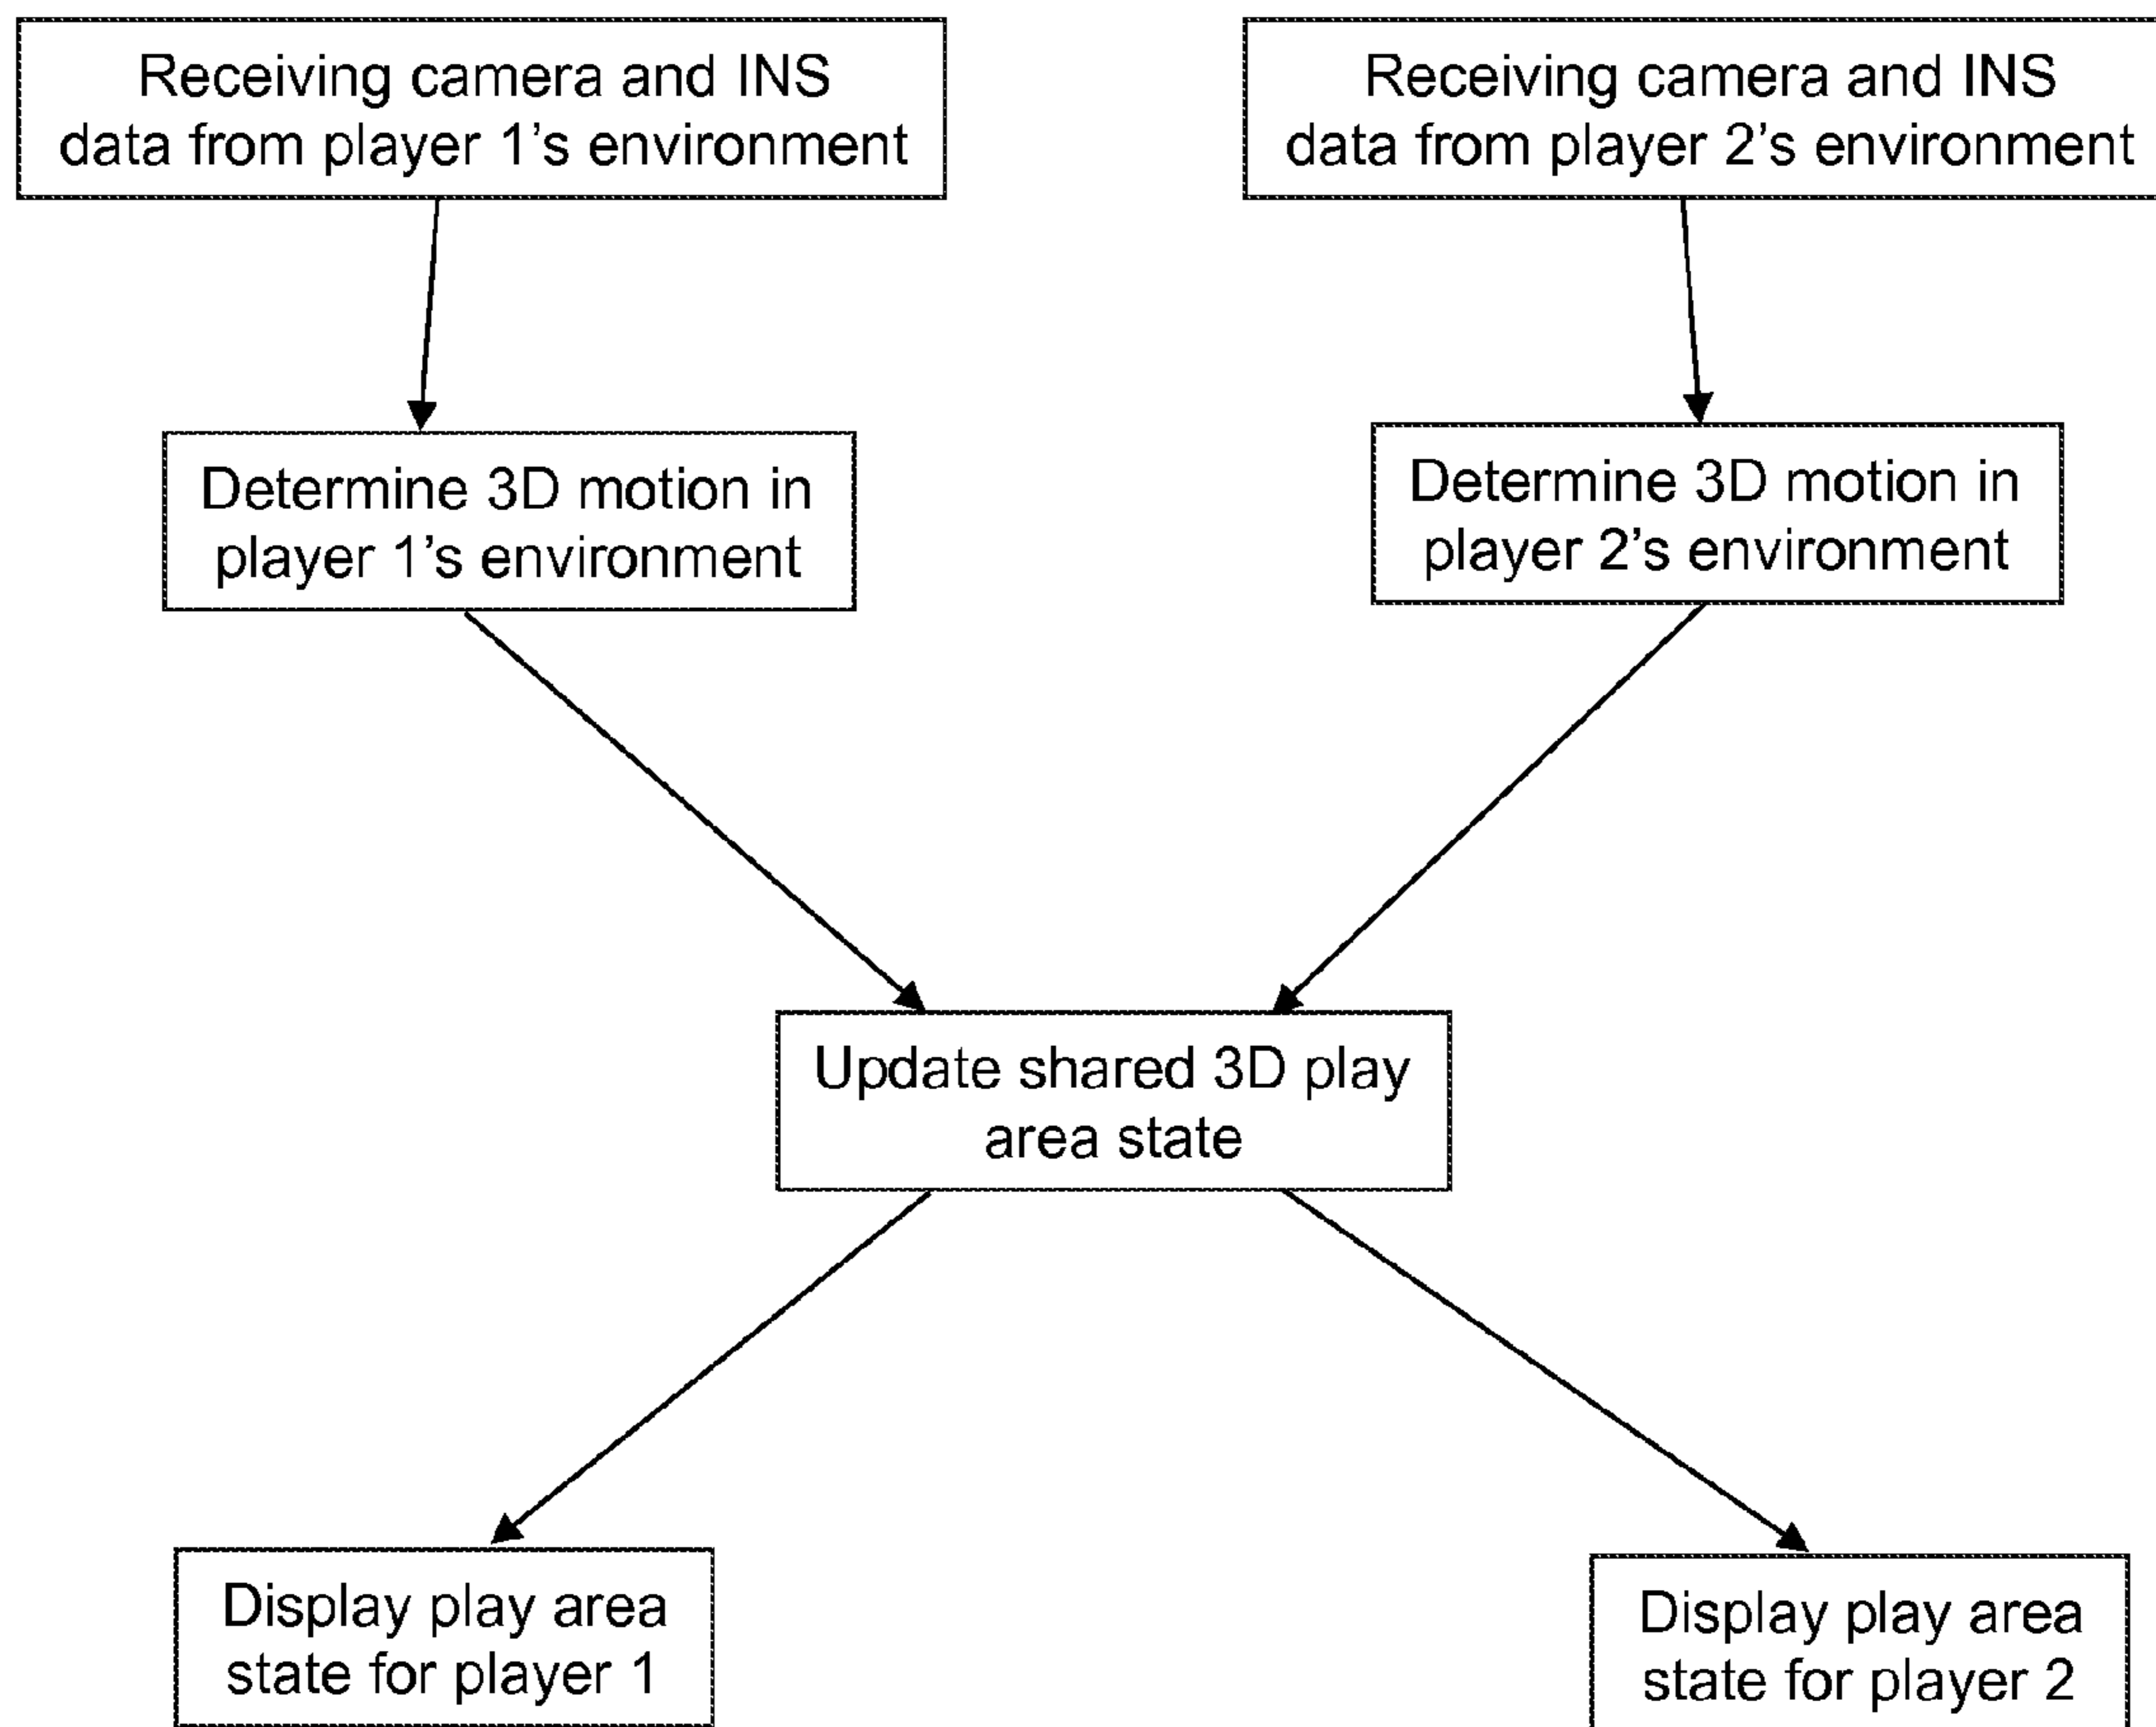 Receiving camera and INS
data from player 1’s environment
Receiving camera and INS
data from player 2’s environment
Determine 3D motion in
player 1’s environment
Determine 3D motion in
player 2’s environment
Update shared 3D play
area state
Display play area
state for player 1
Display play area
state for player 2